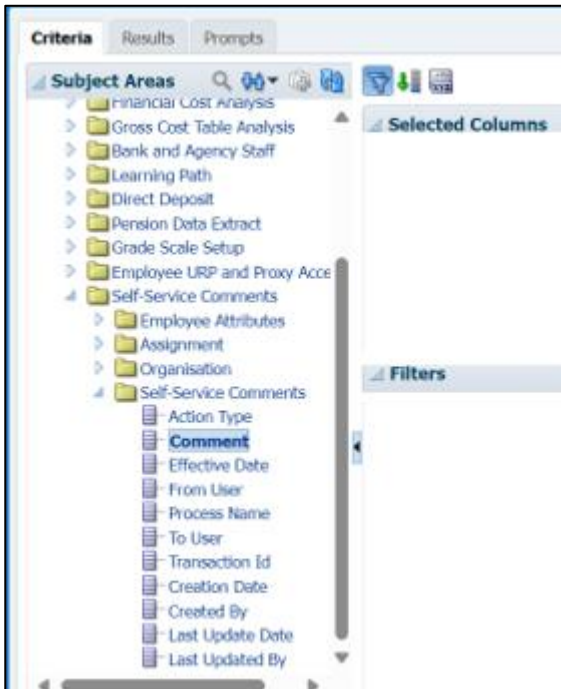 Criteria Results Prompts
Subject Areas
Financial Cost Analysis
Gross Cost Table Analysis
Bank and Agency Staff
Learning Path
Direct Deposit
Pension Data Extract
Grade Scale Setup
Employee URP and Proxy Acce
Self-Service Comments
Employee Attributes
Assignment
Organisation
Self-Service Comments
Action Type
Comment
Effective Date
From User
Process Name
To User
Transaction Id
Creation Date
Created By
Last Update Date
Last Updated By
Selected Columns
Filters